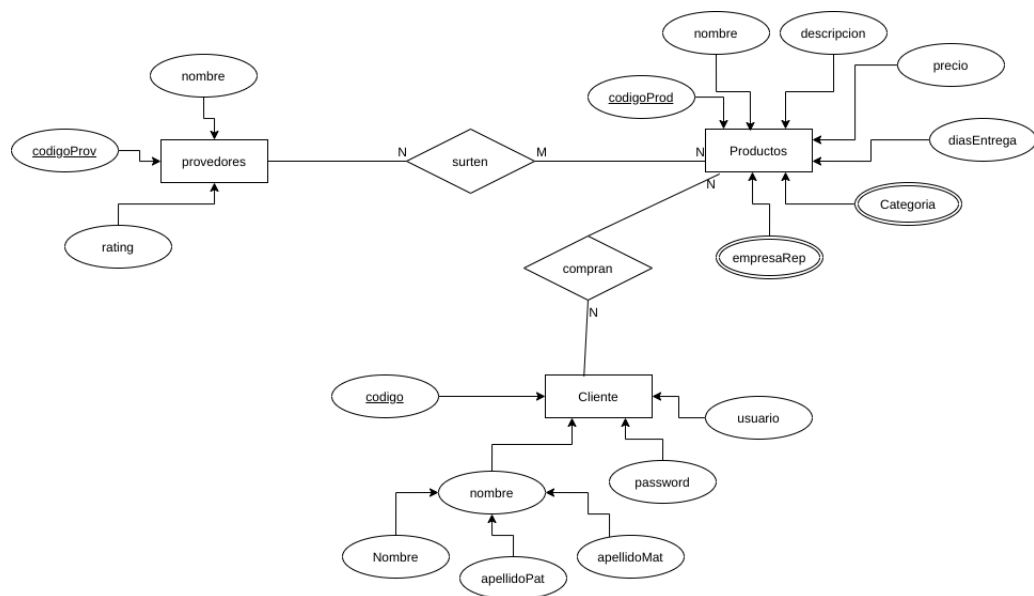 nombre
descripcion
nombre
precio
codigoProd
codigoProv
provedores
N
surten
M
N
Productos
diasEntrega
N
Categoria
rating
empresaRep
compran
N
codigo
Cliente
usuario
password
nombre
Nombre
apellidoMat
apellidoPat